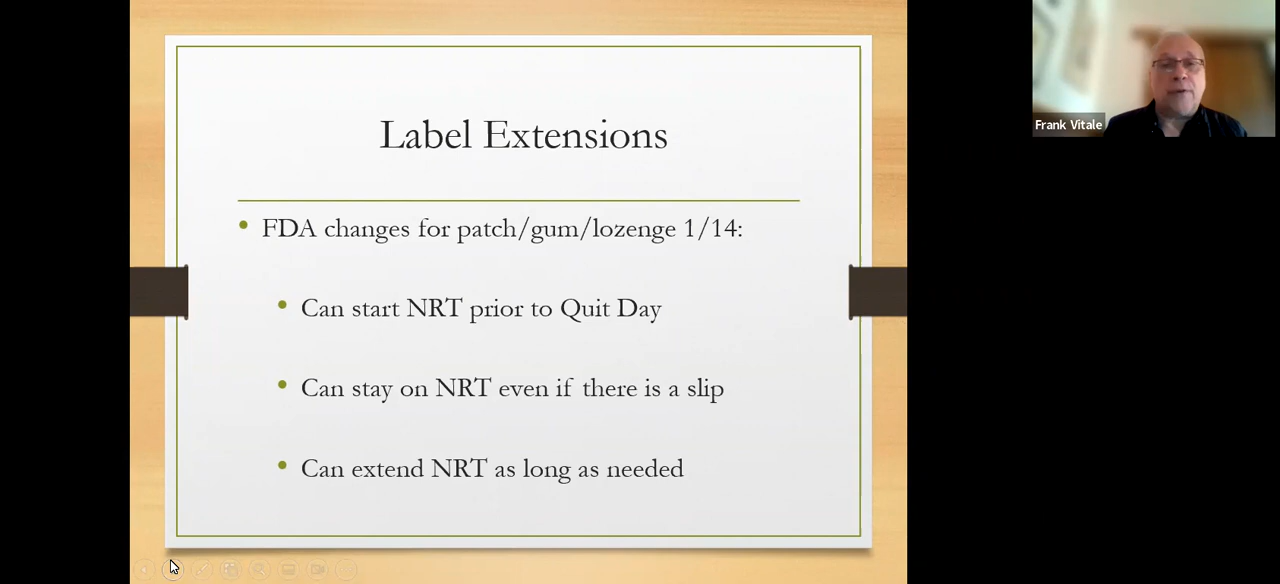 Label Extensions
• FDA changes for patch/gum/lozenge 1/14:
• Can start NRT prior to Quit Day
• Can stay on NRT even if there is a slip
• Can extend NRT as long as needed
Frank Vitale